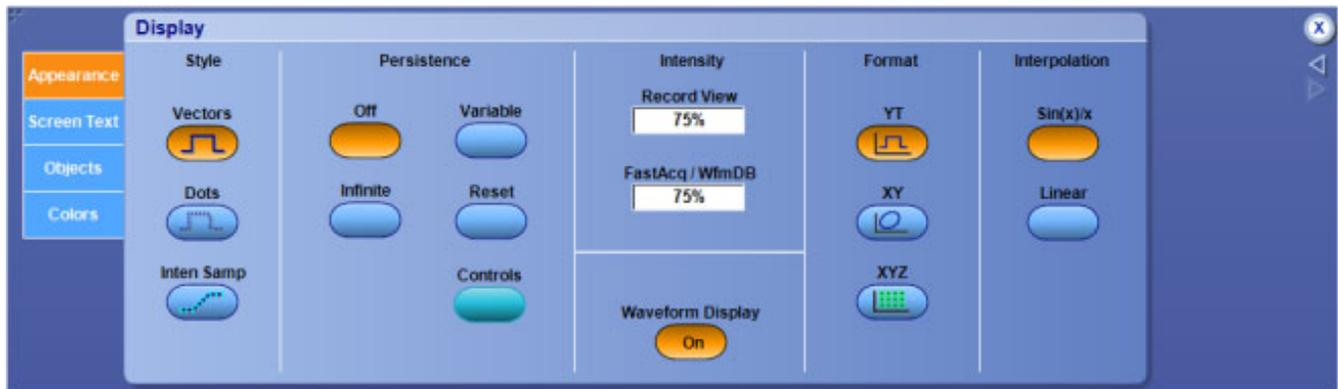 Display
Appearance
Screen Text
Objects
Colors
Style
Vectors
Dots
Inten Samp
Persistence
Off
Variable
Infinite
Reset
Controls
Intensity
Record View
75%
FastAcq / WfmDB
75%
Waveform Display
On
Format
YT
XY
XYZ
Interpolation
Sin(x)/x
Linear
X